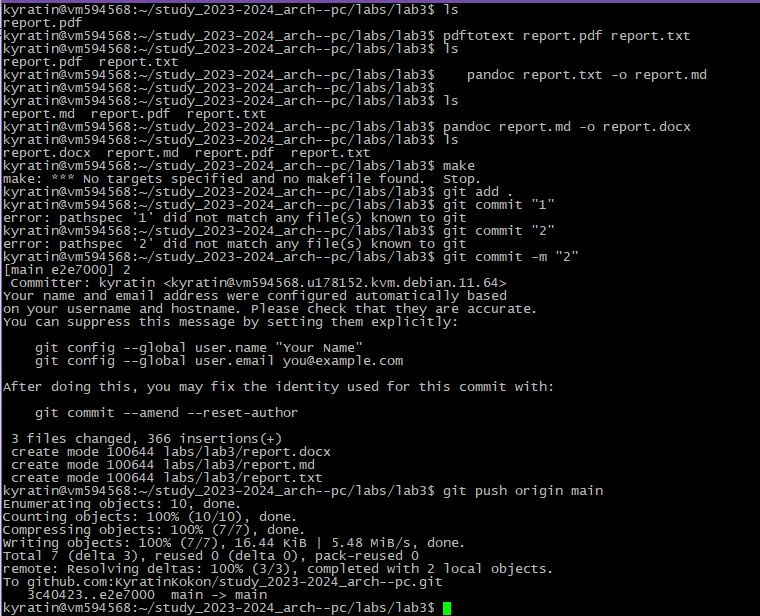 kyratin@vm594568:~/study_2023-2024_arch--pc/labs/lab3$ ls
report.pdf
kyratin@vm594568:~/study_2023-2024_arch--pc/labs/lab3$ pdftotext report.pdf report.txt
kyratin@vm594568:~/study_2023-2024_arch--pc/labs/lab3$ ls
report.pdf  report.txt
kyratin@vm594568:~/study_2023-2024_arch--pc/labs/lab3$    pandoc report.txt -o report.md
kyratin@vm594568:~/study_2023-2024_arch--pc/labs/lab3$
kyratin@vm594568:~/study_2023-2024_arch--pc/labs/lab3$ ls
report.md  report.pdf  report.txt
kyratin@vm594568:~/study_2023-2024_arch--pc/labs/lab3$ pandoc report.md -o report.docx
kyratin@vm594568:~/study_2023-2024_arch--pc/labs/lab3$ ls
report.docx  report.md  report.pdf  report.txt
kyratin@vm594568:~/study_2023-2024_arch--pc/labs/lab3$ make
make: *** No targets specified and no makefile found.  Stop.
kyratin@vm594568:~/study_2023-2024_arch--pc/labs/lab3$ git add .
kyratin@vm594568:~/study_2023-2024_arch--pc/labs/lab3$ git commit "1"
error: pathspec '1' did not match any file(s) known to git
kyratin@vm594568:~/study_2023-2024_arch--pc/labs/lab3$ git commit "2"
error: pathspec '2' did not match any file(s) known to git
kyratin@vm594568:~/study_2023-2024_arch--pc/labs/lab3$ git commit -m "2"
[main e2e7000] 2
 Committer: kyratin <kyratin@vm594568.u178152.kvm.debian.11.64>
Your name and email address were configured automatically based
on your username and hostname. Please check that they are accurate.
You can suppress this message by setting them explicitly:

    git config --global user.name "Your Name"
    git config --global user.email you@example.com

After doing this, you may fix the identity used for this commit with:

    git commit --amend --reset-author

 3 files changed, 366 insertions(+)
 create mode 100644 labs/lab3/report.docx
 create mode 100644 labs/lab3/report.md
 create mode 100644 labs/lab3/report.txt
kyratin@vm594568:~/study_2023-2024_arch--pc/labs/lab3$ git push origin main
Enumerating objects: 10, done.
Counting objects: 100% (10/10), done.
Compressing objects: 100% (7/7), done.
Writing objects: 100% (7/7), 16.44 KiB | 5.48 MiB/s, done.
Total 7 (delta 3), reused 0 (delta 0), pack-reused 0
remote: Resolving deltas: 100% (3/3), completed with 2 local objects.
To github.com:KyratinKokon/study_2023-2024_arch--pc.git
   3c40423..e2e7000  main -> main
kyratin@vm594568:~/study_2023-2024_arch--pc/labs/lab3$